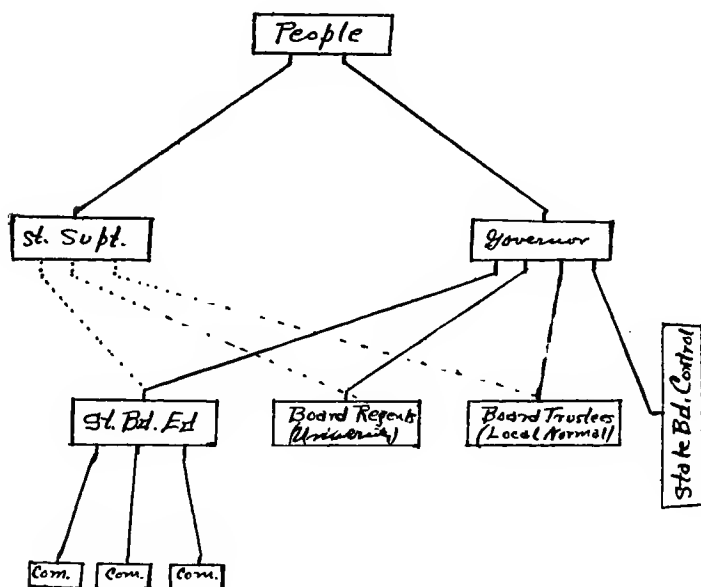 People
St. Supt.
Governor
St. Bd. Ed
Board Regents
(University)
Board Trustees
(Local Normal)
State Bd. Control
Com.
Com.
Com.